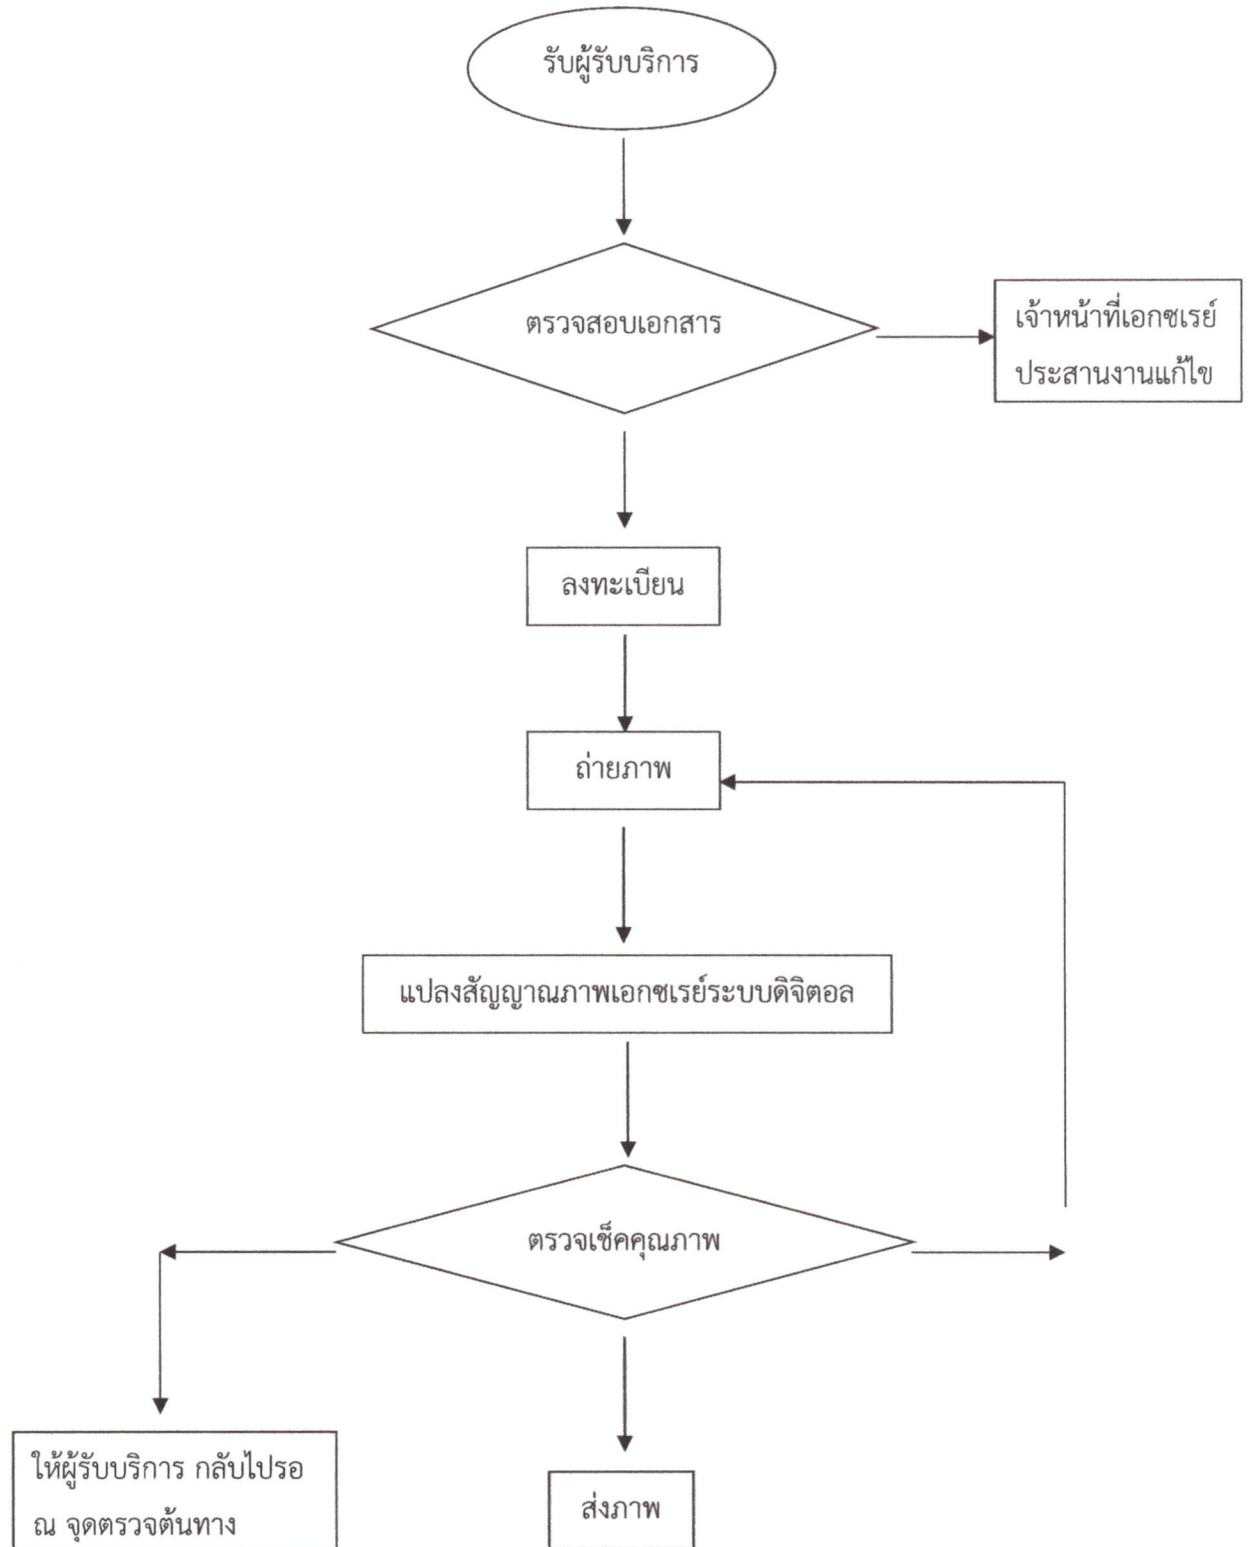 รับผู้รับบริการ
ตรวจสอบเอกสาร
เจ้าหน้าที่เอกซเรย์
ประสานงานแก้ไข
ลงทะเบียน
ถ่ายภาพ
แปลงสัญญาณภาพเอกซเรย์ระบบดิจิตอล
ตรวจเช็คคุณภาพ
ให้ผู้รับบริการ กลับไปรอ
ณ จุดตรวจต้นทาง
ส่งภาพ